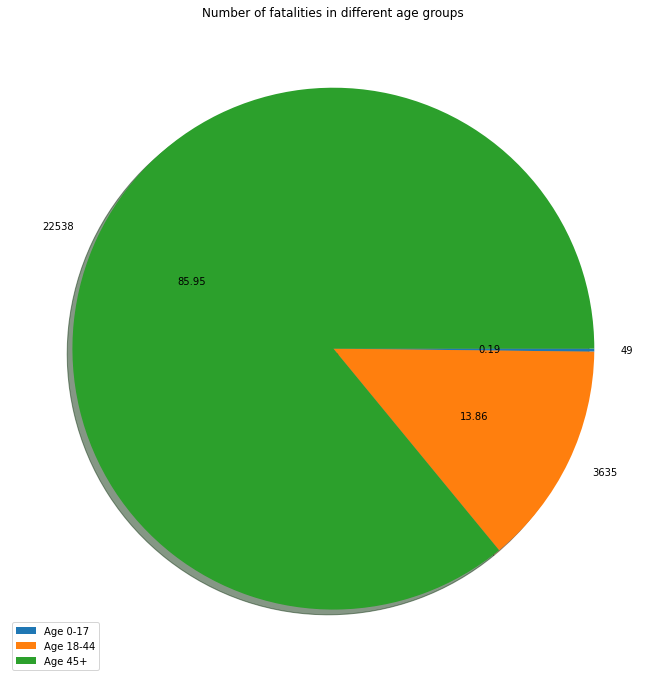 Number of fatalities in different age groups
22538
85.95
0.19
49
13.86
3635
Age 0-17
Age 18-44
Age 45+